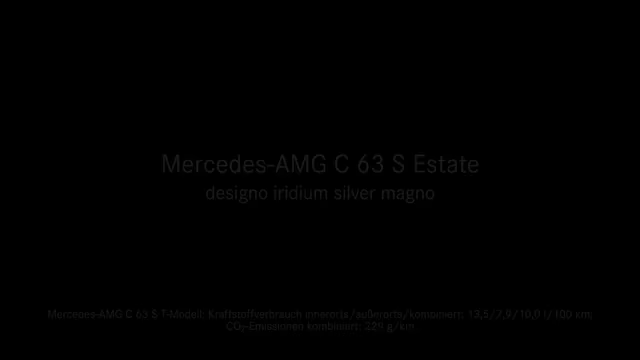 Mercedes-AMG C 63 S Estate
designo iridium silver magno
Mercedes-AMG C 63 S T-Modell: Kraftstoffverbrauch innerorts/außerorts/kombiniert: 13,5/7,9/10,0 l/100 km;
CO₂-Emissionen kombiniert: 229 g/km